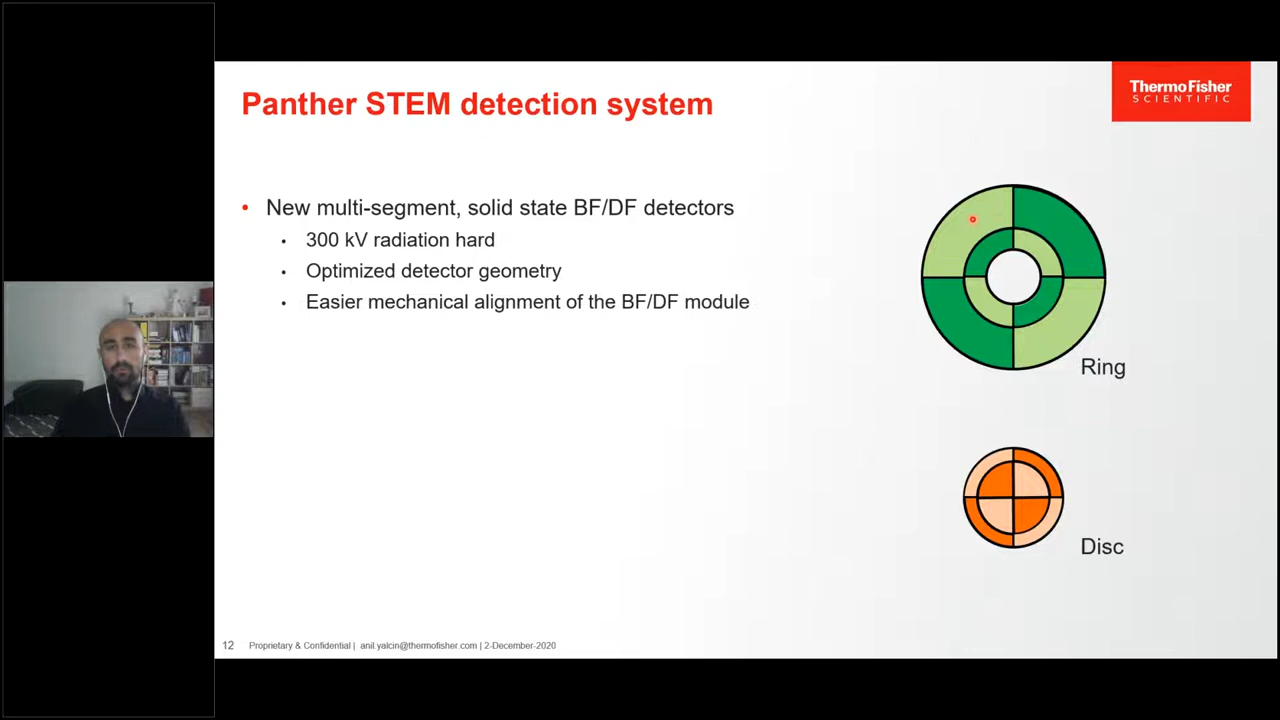 Panther STEM detection system
ThermoFisher
SCIENTIFIC
• New multi-segment, solid state BF/DF detectors
• 300 kV radiation hard
• Optimized detector geometry
• Easier mechanical alignment of the BF/DF module
Ring
Disc
12 Proprietary & Confidential | anil.yalcin@thermofisher.com | 2-December-2020